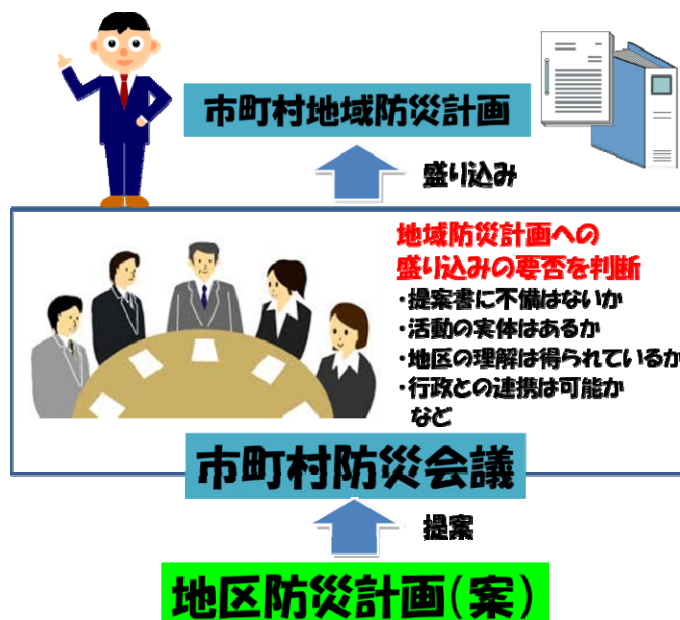 市町村地域防災計画
盛り込み
地域防災計画への
盛り込みの要否を判断
・提案書に不備はないか
・活動の実体はあるか
・地区の理解は得られているか
・行政との連携は可能か
など
市町村防災会議
提案
地区防災計画(案)